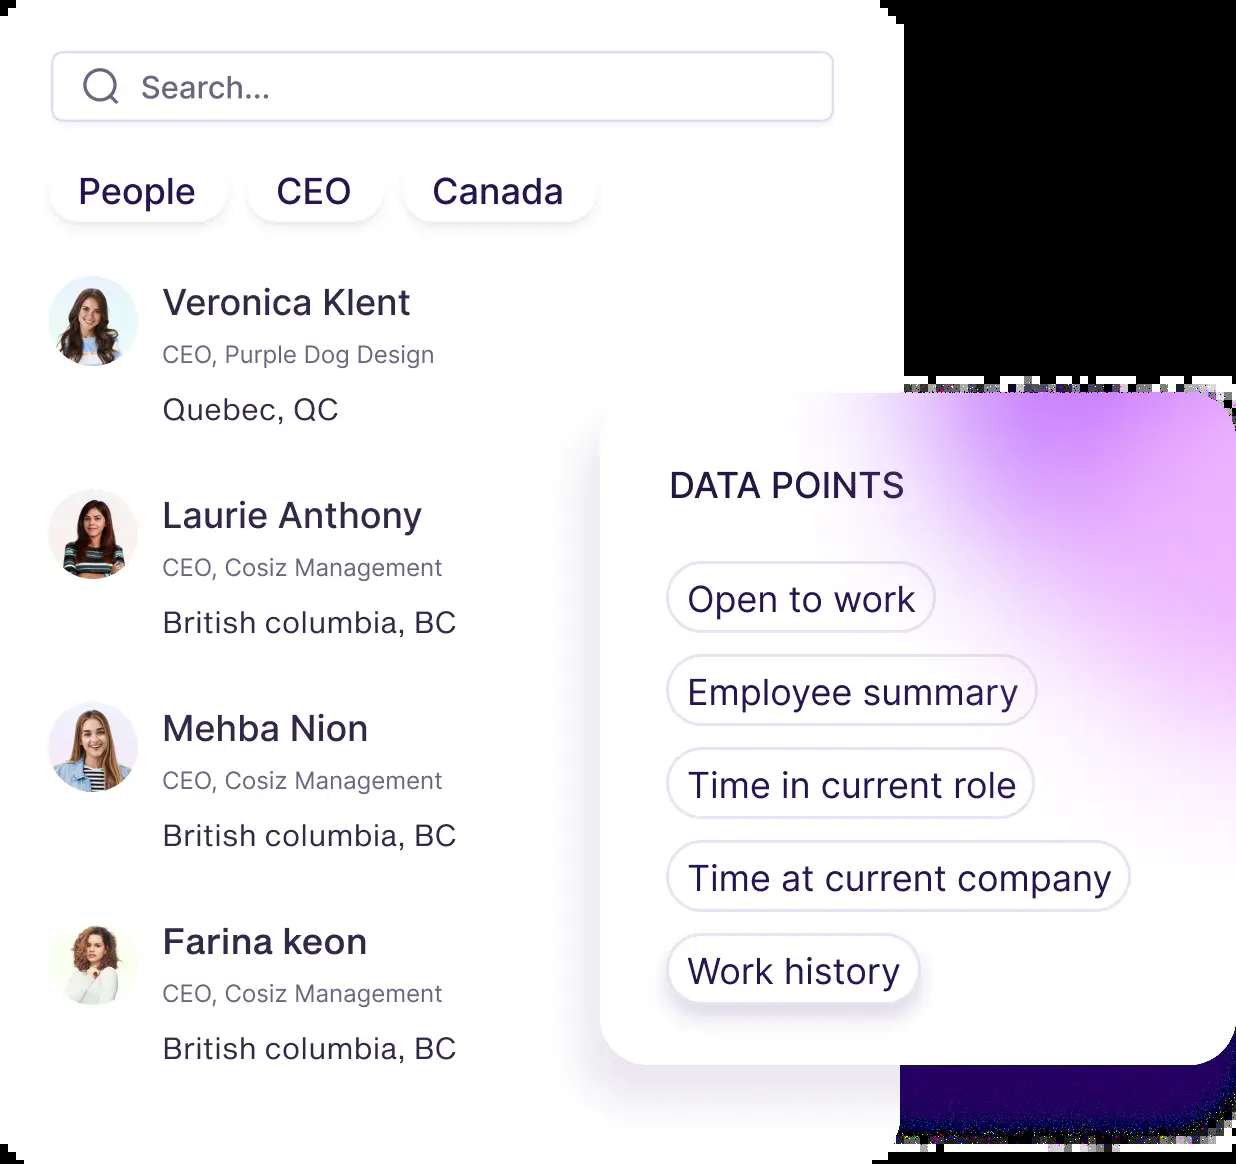 Search...
People
CEO
Canada
Veronica Klent
CEO, Purple Dog Design
Quebec, QC
Laurie Anthony
CEO, Cosiz Management
British columbia, BC
Mehba Nion
CEO, Cosiz Management
British columbia, BC
Farina keon
CEO, Cosiz Management
British columbia, BC
DATA POINTS
Open to work
Employee summary
Time in current role
Time at current company
Work history